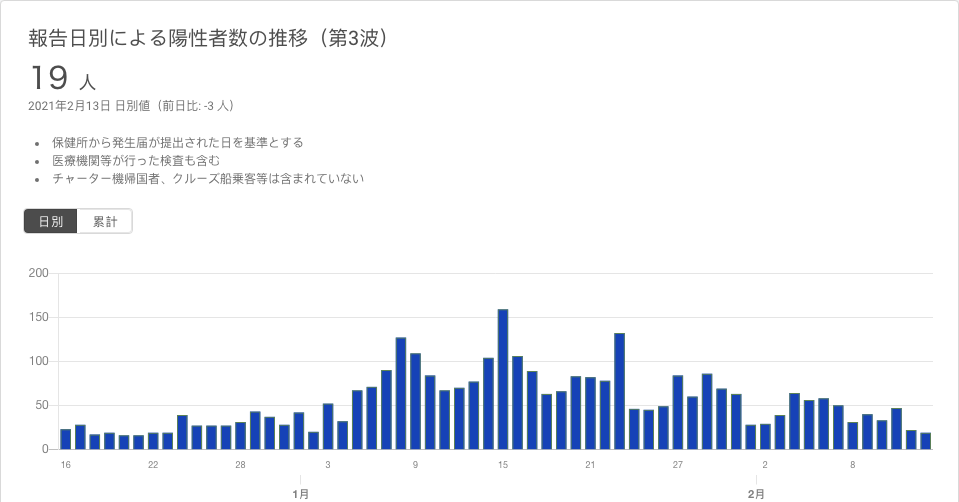 報告日別による陽性者数の推移（第3波）
19 人
2021年2月13日 日別値（前日比: -3 人）
• 保健所から発生届が提出された日を基準とする
• 医療機関等が行った検査も含む
• チャーター機帰国者、クルーズ船乗客等は含まれていない
日別 累計
200
150
100
50
0
16 22 28 3 9 15 21 27 2 8
1月 2月